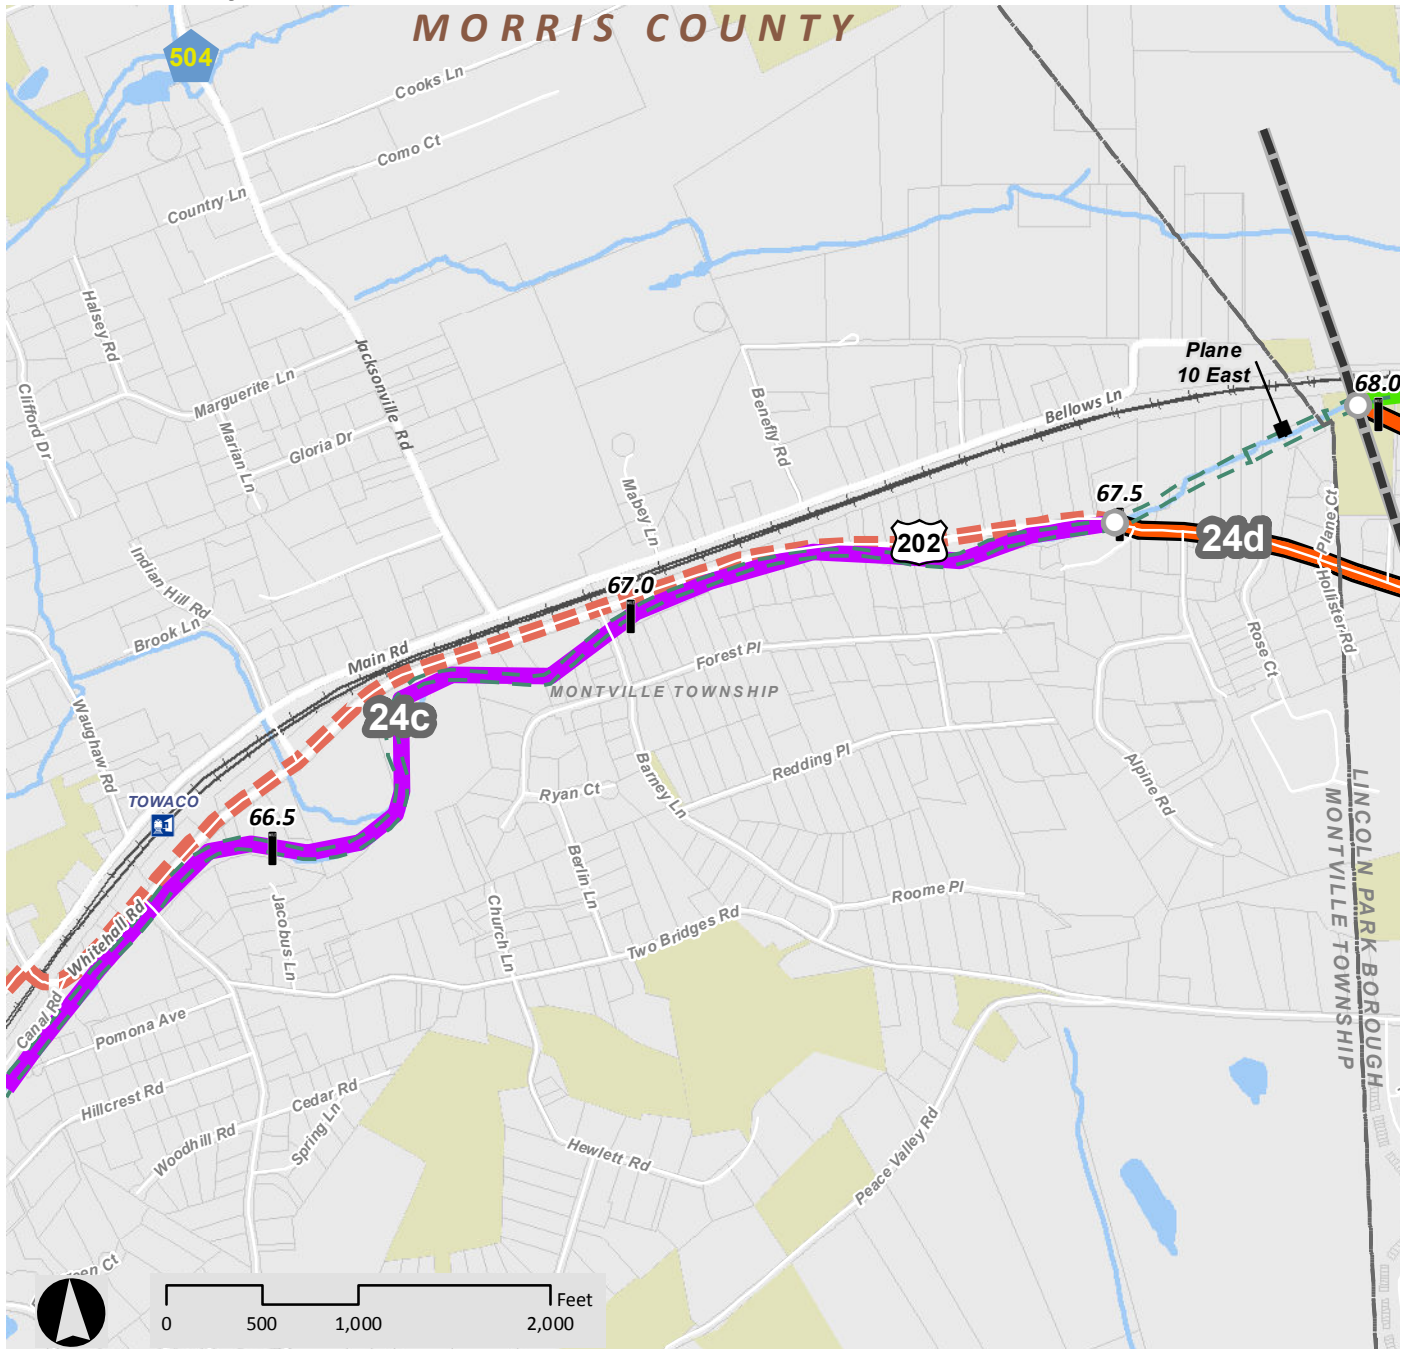 MORRIS COUNTY
504
Cooks Ln
Como Ct
Country Ln
Halsey Rd
Jacksonville Rd
Clifford Dr
Marguerite Ln
Marian Ln
Gloria Dr
Benefly Rd
Bellows Ln
Plane
10 East
68.0
67.5
Mabey Ln
202
24d
Plane Ct
Hollister Rd
67.0
Indian Hill Rd
Brook Ln
Main Rd
Forest Pl
Rose Ct
MONTVILLE TOWNSHIP
24c
Waughaw Rd
TOWACO
66.5
Ryan Ct
Barney Ln
Redding Pl
Alpine Rd
Berlin Ln
LINCOLN PARK BOROUGH
MONTVILLE TOWNSHIP
Whitehall Rd
Jacobus Ln
Church Ln
Two Bridges Rd
Roome Pl
Canal Rd
Pomona Ave
Hillcrest Rd
Cedar Rd
Spring Ln
Woodhill Rd
Hewlett Rd
Peace Valley Rd
Ct
Feet
0
500
1,000
2,000